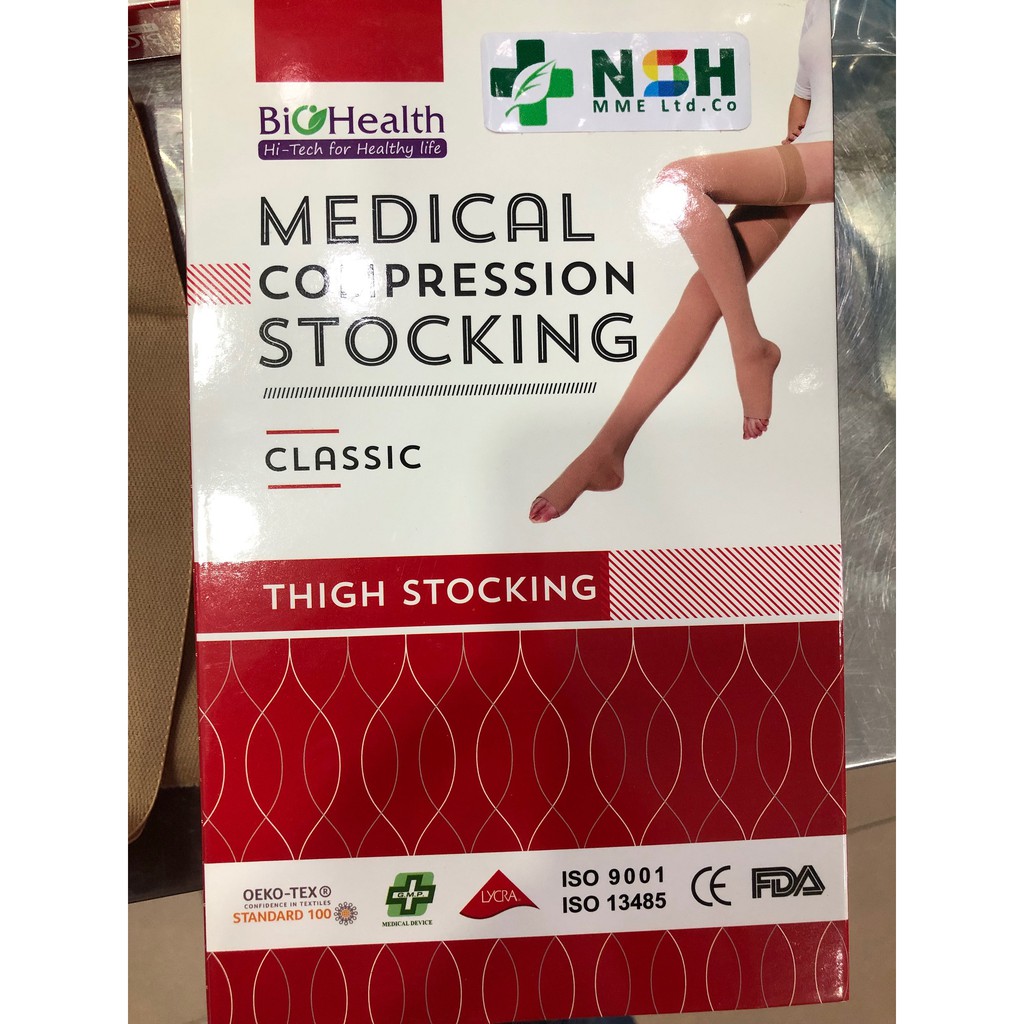 BiOHealth
Hi-Tech for Healthy life
NSH
MME Ltd.Co
MEDICAL
COMPRESSION
STOCKING
CLASSIC
THIGH STOCKING
OEKO-TEX®
CONFIDENCE IN TEXTILES
STANDARD 100
G.M.P.
MEDICAL DEVICE
LYCRA
ISO 9001
ISO 13485
CE
FDA